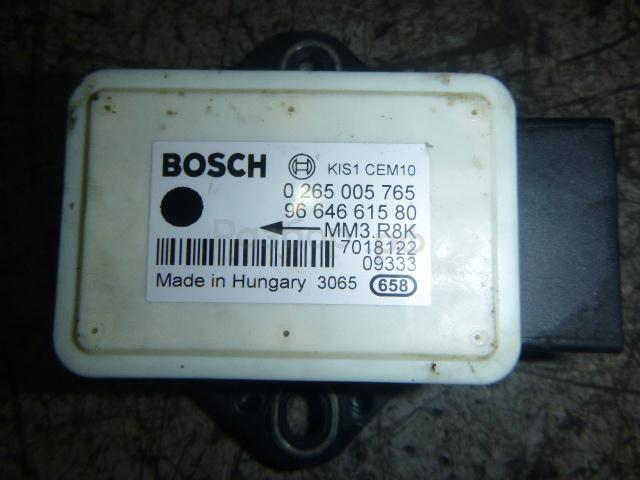 BOSCH KIS1 CEM10
0 265 005 765
96 646 615 80
MM3.R8K
7018122
09333
Made in Hungary 3065 658